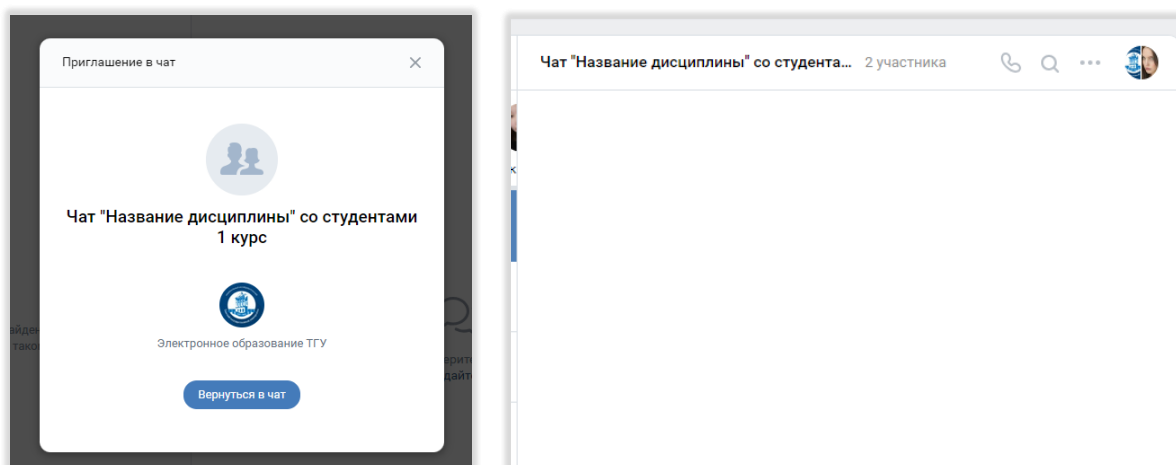 Приглашение в чат
Чат "Название дисциплины" со студентами
1 курс
Электронное образование ТГУ
Вернуться в чат
Чат "Название дисциплины" со студента... 2 участника